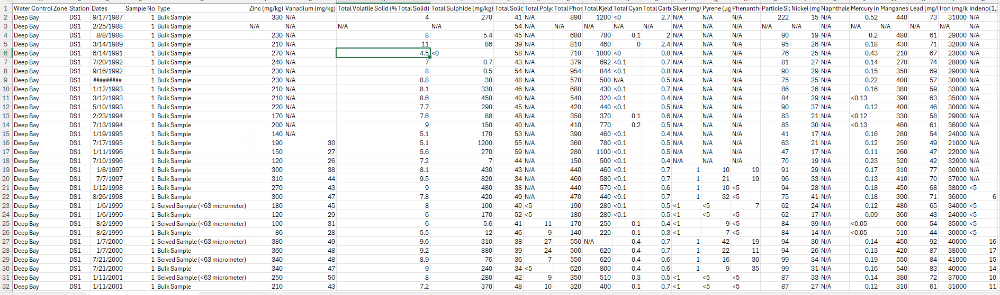 1 Water Control Zone Station Dates Sample No Type Zinc (mg/kg) Vanadium (mg/kg) Total Volatile Solid (% Total Solid) Total Sulphide (mg/kg) Total Solic Total Polyc Total Phos Total Kjeld Total Cyan Total Carb Silver (mg/ Pyrene (µg Phenanthr Particle Siz Nickel (mg Naphthale Mercury (n Manganes Lead (mg/l Iron (mg/k Indeno(1,2
2 Deep Bay DS1 9/17/1987 1 Bulk Sample 330 N/A 4 270 41 N/A 890 1200 <0 2.7 N/A N/A N/A 222 15 N/A 0.52 440 73 31000 N/A
3 Deep Bay DS1 2/25/1988 1 Bulk Sample N/A N/A N/A N/A 54 N/A N/A N/A N/A N/A N/A N/A N/A N/A N/A N/A N/A N/A N/A N/A N/A
4 Deep Bay DS1 8/8/1988 1 Bulk Sample 230 N/A 8 5.4 45 N/A 680 780 0.1 2 N/A N/A N/A 90 19 N/A 0.2 480 61 29000 N/A
5 Deep Bay DS1 3/14/1989 1 Bulk Sample 210 N/A 11 86 39 N/A 810 460 0 2.4 N/A N/A N/A 95 26 N/A 0.18 430 71 32000 N/A
6 Deep Bay DS1 6/14/1991 1 Bulk Sample 270 N/A 4.5 <0 58 N/A 710 1800 <0 0.8 N/A N/A N/A 76 25 N/A 0.43 210 67 23000 N/A
7 Deep Bay DS1 7/20/1992 1 Bulk Sample 240 N/A 7 0.7 43 N/A 379 692 <0.1 0.7 N/A N/A N/A 81 27 N/A 0.14 270 74 28000 N/A
8 Deep Bay DS1 9/16/1992 1 Bulk Sample 230 N/A 8 0.5 54 N/A 954 844 <0.1 0.8 N/A N/A N/A 90 29 N/A 0.15 350 69 29000 N/A
9 Deep Bay DS1 ######### 1 Bulk Sample 230 N/A 8.8 30 48 N/A 570 500 N/A 0.5 N/A N/A N/A 75 25 N/A 0.22 400 57 30000 N/A
10 Deep Bay DS1 1/12/1993 1 Bulk Sample 210 N/A 8.1 330 46 N/A 680 430 <0.1 0.7 N/A N/A N/A 86 26 N/A 0.16 380 59 33000 N/A
11 Deep Bay DS1 3/12/1993 1 Bulk Sample 210 N/A 8.6 450 40 N/A 540 320 <0.1 0.4 N/A N/A N/A 84 29 N/A <0.13 390 63 35000 N/A
12 Deep Bay DS1 5/10/1993 1 Bulk Sample 220 N/A 7.7 290 45 N/A 420 440 <0.1 0.5 N/A N/A N/A 90 37 N/A 0.12 400 46 30000 N/A
13 Deep Bay DS1 2/23/1994 1 Bulk Sample 170 N/A 7.6 88 48 N/A 350 370 0.1 0.6 N/A N/A N/A 83 21 N/A <0.12 330 58 29000 N/A
14 Deep Bay DS1 7/13/1994 1 Bulk Sample 200 N/A 9 150 40 N/A 410 770 0.2 0.5 N/A N/A N/A 85 30 N/A <0.13 460 61 36000 N/A
15 Deep Bay DS1 1/19/1995 1 Bulk Sample 140 N/A 5.1 170 53 N/A 390 460 <0.1 0.4 N/A N/A N/A 41 17 N/A 0.16 280 54 24000 N/A
16 Deep Bay DS1 7/17/1995 1 Bulk Sample 190 30 5.1 1200 55 N/A 360 780 <0.1 0.5 N/A N/A N/A 63 21 N/A 0.12 250 49 21000 N/A
17 Deep Bay DS1 1/11/1996 1 Bulk Sample 150 27 5.6 270 59 N/A 280 1100 <0.1 0.5 N/A N/A N/A 47 17 N/A 0.11 260 47 22000 N/A
18 Deep Bay DS1 7/10/1996 1 Bulk Sample 120 26 7.2 7 44 N/A 150 500 <0.1 0.4 N/A N/A N/A 70 19 N/A 0.23 520 42 32000 N/A
19 Deep Bay DS1 1/8/1997 1 Bulk Sample 300 38 8.1 430 43 N/A 440 460 <0.1 0.7 1 10 10 91 29 N/A 0.17 310 77 30000 N/A
20 Deep Bay DS1 7/7/1997 1 Bulk Sample 310 44 9.5 820 34 N/A 460 580 <0.1 0.7 1 21 19 96 33 N/A 0.13 410 70 37000 N/A
21 Deep Bay DS1 1/12/1998 1 Bulk Sample 270 43 9 480 38 N/A 440 570 <0.1 0.6 1 10 <5 94 28 N/A 0.18 450 68 38000 <5
22 Deep Bay DS1 8/26/1998 1 Bulk Sample 300 47 7.8 420 49 N/A 470 440 <0.1 0.7 1 32 <5 75 41 N/A 0.18 390 71 36000 6
23 Deep Bay DS1 1/6/1999 1 Seived Sample (<63 micrometer) 180 45 8 100 40 <5 190 280 <0.1 0.5 <1 <5 7 62 24 N/A 0.12 480 65 34000 <5
24 Deep Bay DS1 1/6/1999 1 Bulk Sample 120 29 6 170 52 <5 180 280 <0.1 0.5 <1 <5 <5 62 17 N/A 0.09 360 43 24000 <5
25 Deep Bay DS1 8/2/1999 1 Seived Sample (<63 micrometer) 100 31 6 5.6 41 11 170 250 0.1 0.4 <1 9 <5 84 39 N/A <0.05 600 54 35000 <5
26 Deep Bay DS1 8/2/1999 1 Bulk Sample 86 28 5.5 12 46 9 140 220 0.1 0.3 <1 7 <5 84 14 N/A <0.05 510 44 30000 <5
27 Deep Bay DS1 1/7/2000 1 Seived Sample (<63 micrometer) 380 49 9.6 310 38 27 550 N/A 0.4 0.7 1 42 19 94 30 N/A 0.14 450 92 40000 16
28 Deep Bay DS1 1/7/2000 1 Bulk Sample 360 48 9.2 880 39 24 500 620 0.4 0.7 1 22 11 94 26 N/A 0.13 420 87 38000 17
29 Deep Bay DS1 7/21/2000 1 Seived Sample (<63 micrometer) 340 48 8.9 76 36 7 550 620 0.4 0.6 1 16 30 99 34 N/A 0.19 550 84 41000 15
30 Deep Bay DS1 7/21/2000 1 Bulk Sample 340 47 9 240 34 <5 620 800 0.4 0.6 1 9 35 99 31 N/A 0.16 540 83 40000 14
31 Deep Bay DS1 1/11/2001 1 Seived Sample (<63 micrometer) 250 50 8 280 42 9 350 510 0.3 0.5 <1 <5 <5 87 33 N/A 0.14 380 72 37000 10
32 Deep Bay DS1 1/11/2001 1 Bulk Sample 210 43 7.2 370 48 10 320 400 0.1 0.7 <1 <5 <5 87 27 N/A 0.12 310 61 31000 11